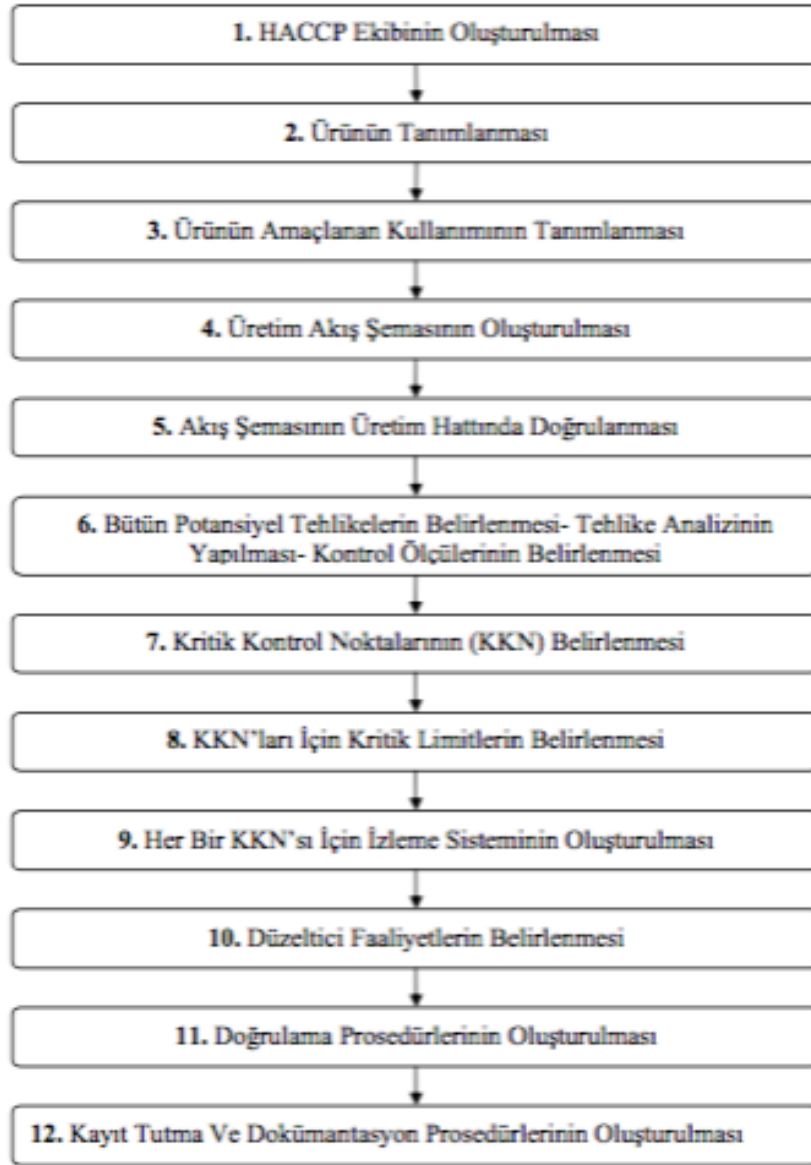 1. HACCP Ekibinin Oluşturulması
2. Ürünün Tanımlanması
3. Ürünün Amaçlanan Kullanımının Tanımlanması
4. Üretim Akış Şemasının Oluşturulması
5. Akış Şemasının Üretim Hattında Doğrulanması
6. Bütün Potansiyel Tehlikelerin Belirlenmesi- Tehlike Analizinin
Yapılması- Kontrol Ölçülerinin Belirlenmesi
7. Kritik Kontrol Noktalarının (KKN) Belirlenmesi
8. KKN'ları İçin Kritik Limitlerin Belirlenmesi
9. Her Bir KKN'sı İçin İzleme Sisteminin Oluşturulması
10. Düzeltici Faaliyetlerin Belirlenmesi
11. Doğrulama Prosedürlerinin Oluşturulması
12. Kayıt Tutma Ve Dokümantasyon Prosedürlerinin Oluşturulması